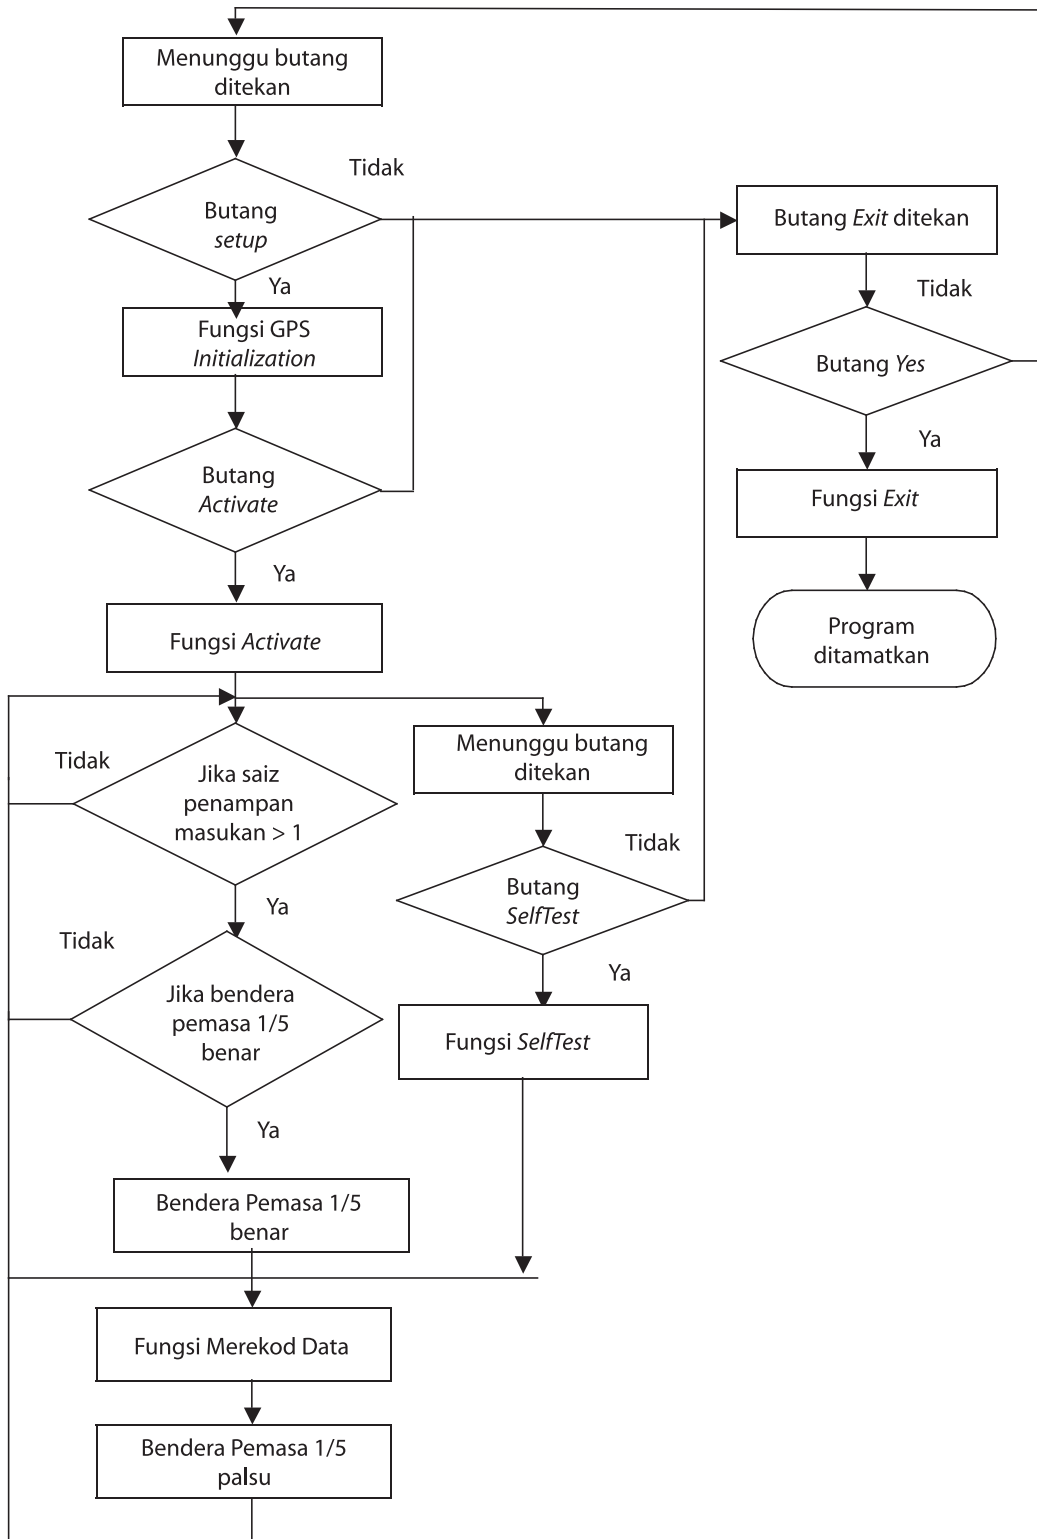 Menunggu butang
ditekan
Tidak
Butang
setup
Ya
Fungsi GPS
Initialization
Butang
Activate
Ya
Fungsi Activate
Tidak
Jika saiz
penampan
masukan > 1
Ya
Tidak
Jika bendera
pemasa 1/5
benar
Ya
Bendera Pemasa 1/5
benar
Fungsi Merekod Data
Bendera Pemasa 1/5
palsu
Menunggu butang
ditekan
Tidak
Butang
SelfTest
Ya
Fungsi SelfTest
Butang Exit ditekan
Tidak
Butang Yes
Ya
Fungsi Exit
Program
ditamatkan